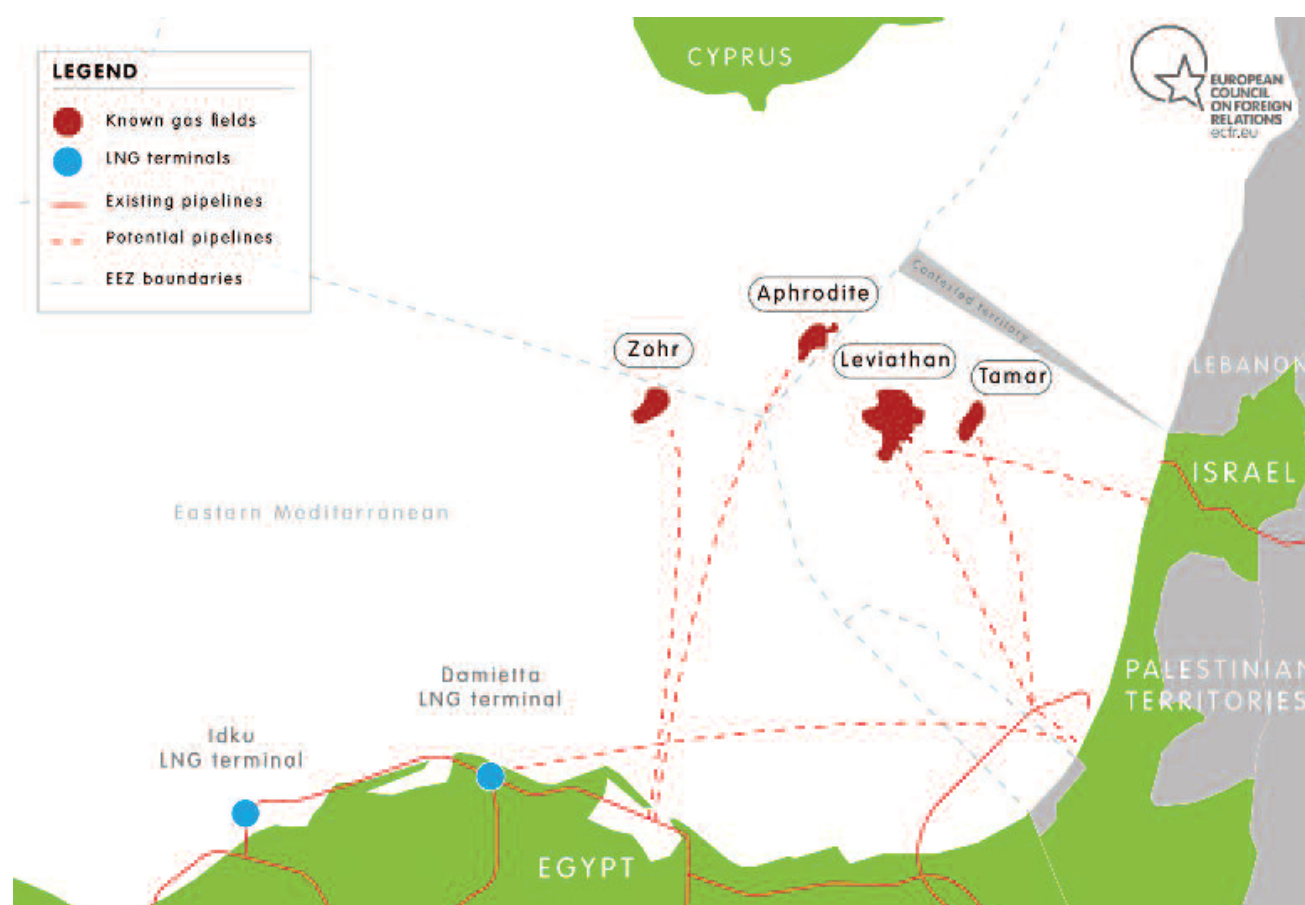 CYPRUS
EUROPEAN
COUNCIL
ON FOREIGN
RELATIONS
ecfr.eu
LEGEND
Known gas fields
LNG terminals
Existing pipelines
Potential pipelines
EEZ boundaries
Contested territory
Aphrodite
Zohr
Leviathan
Tamar
LEBANON
ISRAEL
Eastern Mediterranean
PALESTINIAN
TERRITORIES
Damietta
LNG terminal
Idku
LNG terminal
EGYPT